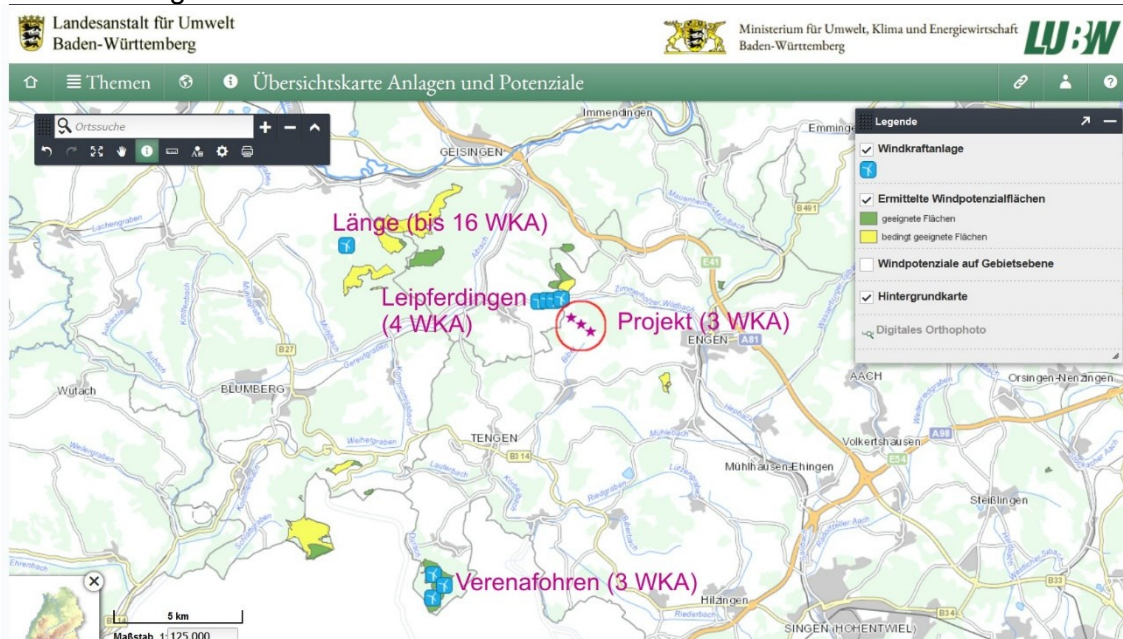 Landesanstalt für Umwelt
Baden-Württemberg
Ministerium für Umwelt, Klima und Energiewirtschaft
Baden-Württemberg
LUBW
Themen
Übersichtskarte Anlagen und Potenziale
Ortssuche
Legende
Windkraftanlage
Ermittelte Windpotenzialflächen
geeignete Flächen
bedingt geeignete Flächen
Windpotenziale auf Gebietsebene
Hintergrundkarte
Digitales Orthophoto
Immendingen
Emming
GEISINGEN
B491
Länge (bis 16 WKA)
E41
Leipferdingen
(4 WKA)
Projekt (3 WKA)
ENGEN
A81
B27
AACH
Orsingen-Nenzingen
Wutach
BLUMBERG
TENGEN
B314
Volkertshausen
A98
E54
Mühlhausen-Ehingen
Steißlingen
Verenafohren (3 WKA)
Hilzingen
B33
B34
SINGEN (HOHENTWIEL)
5 km
Maßstab 1: 125.000